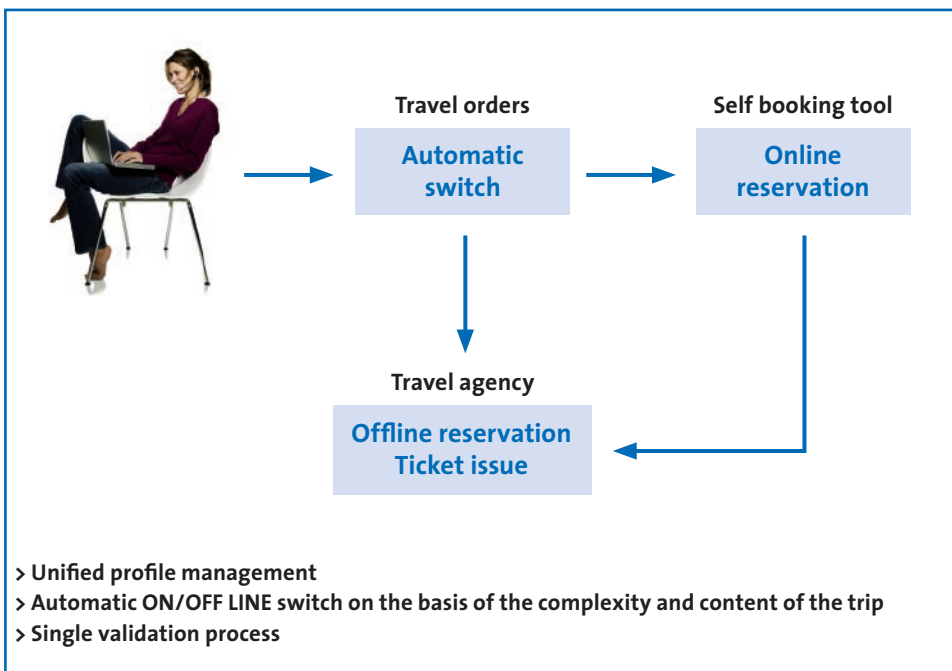 Travel orders
Automatic
switch
Self booking tool
Online
reservation
Travel agency
Offline reservation
Ticket issue
> Unified profile management
> Automatic ON/OFF LINE switch on the basis of the complexity and content of the trip
> Single validation process